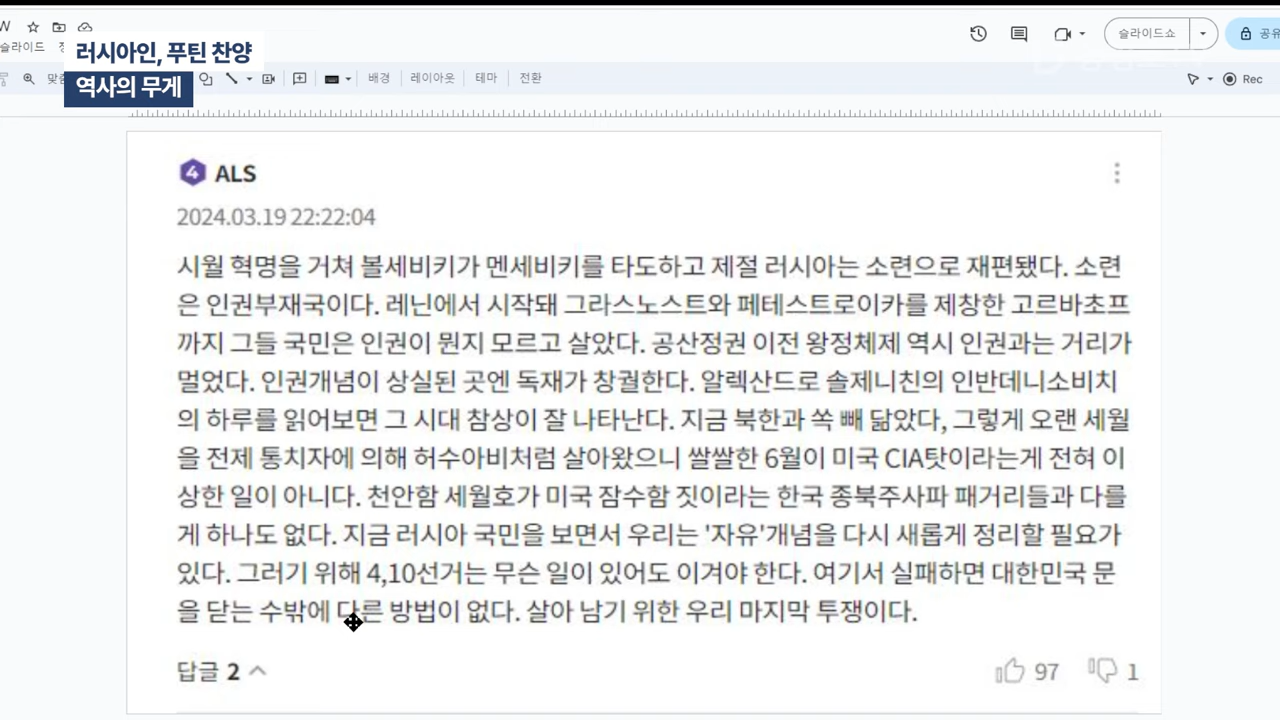 러시아인, 푸틴 찬양
역사의 무게
슬라이드
슬라이드쇼
공유
배경
레이아웃
테마
전환
Rec
4 ALS
2024.03.19 22:22:04
시월 혁명을 거쳐 볼세비키가 멘세비키를 타도하고 제절 러시아는 소련으로 재편됐다. 소련
은 인권부재국이다. 레닌에서 시작돼 그라스노스트와 페테스트로이카를 제창한 고르바초프
까지 그들 국민은 인권이 뭔지 모르고 살았다. 공산정권 이전 왕정체제 역시 인권과는 거리가
멀었다. 인권개념이 상실된 곳엔 독재가 창궐한다. 알렉산드로 솔제니친의 인반데니소비치
의 하루를 읽어보면 그 시대 참상이 잘 나타난다. 지금 북한과 쏙 빼 닮았다, 그렇게 오랜 세월
을 전제 통치자에 의해 허수아비처럼 살아왔으니 쌀쌀한 6월이 미국 CIA탓이라는게 전혀 이
상한 일이 아니다. 천안함 세월호가 미국 잠수함 짓이라는 한국 종북주사파 패거리들과 다를
게 하나도 없다. 지금 러시아 국민을 보면서 우리는 '자유'개념을 다시 새롭게 정리할 필요가
있다. 그러기 위해 4,10선거는 무슨 일이 있어도 이겨야 한다. 여기서 실패하면 대한민국 문
을 닫는 수밖에 다른 방법이 없다. 살아 남기 위한 우리 마지막 투쟁이다.
답글 2
97
1